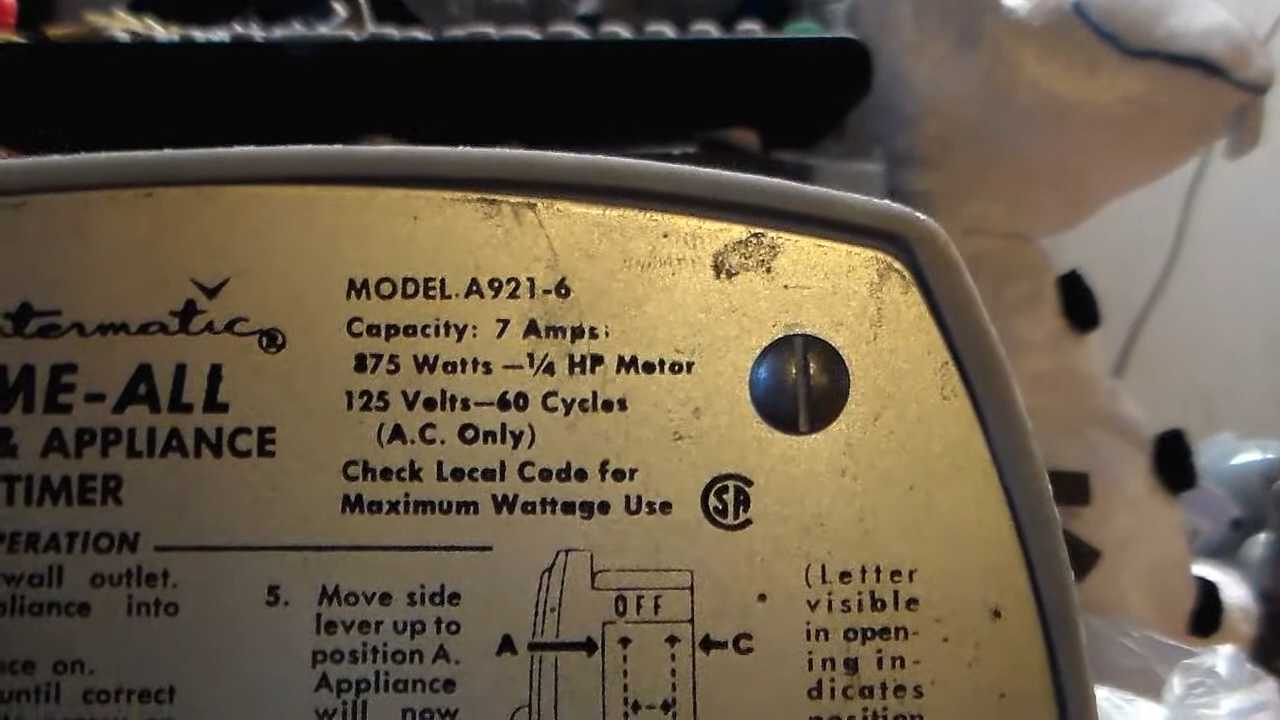 termatic®
ME-ALL
& APPLIANCE
TIMER
MODEL A921-6
Capacity: 7 Amps:
875 Watts—¼ HP Motor
125 Volts—60 Cycles
(A.C. Only)
Check Local Code for
Maximum Wattage Use
SA
PERATION
wall outlet.
pliance into
ce on.
until correct
5. Move side
lever up to
position A.
Appliance
will now
OFF
A
C
(Letter
visible
in open-
ing in-
dicates
position